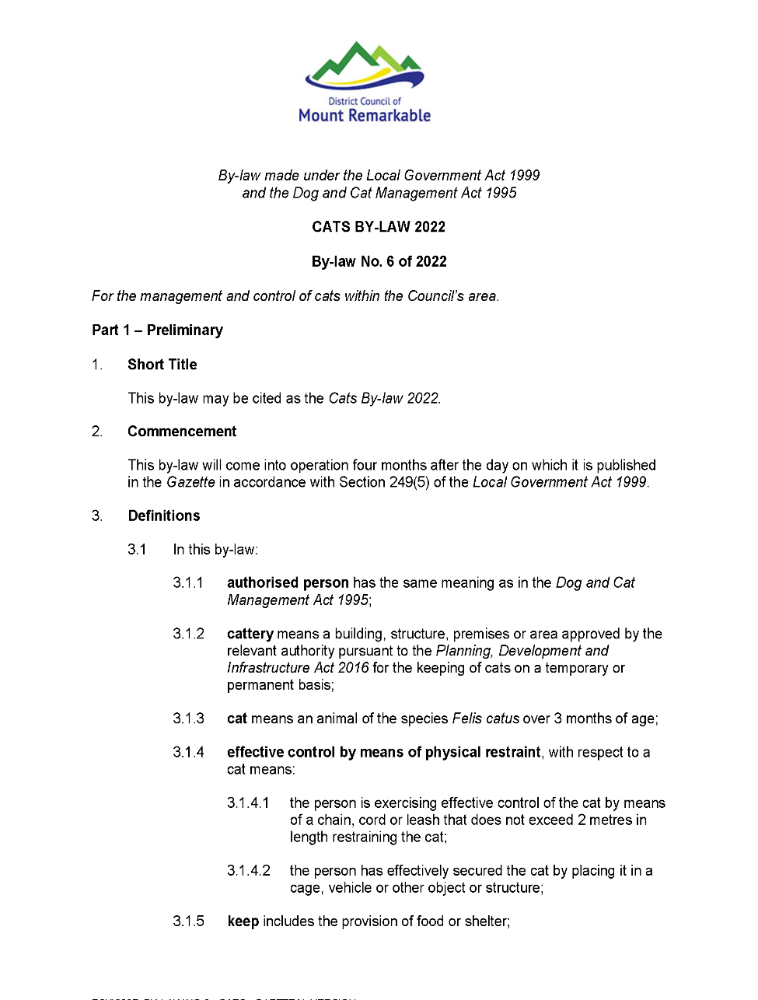 District Council of
Mount Remarkable
By-law made under the Local Government Act 1999
and the Dog and Cat Management Act 1995
CATS BY-LAW 2022
By-law No. 6 of 2022
For the management and control of cats within the Council's area.
Part 1 – Preliminary
1. Short Title
This by-law may be cited as the Cats By-law 2022.
2. Commencement
This by-law will come into operation four months after the day on which it is published
in the Gazette in accordance with Section 249(5) of the Local Government Act 1999.
3. Definitions
3.1 In this by-law:
3.1.1 authorised person has the same meaning as in the Dog and Cat
Management Act 1995;
3.1.2 cattery means a building, structure, premises or area approved by the
relevant authority pursuant to the Planning, Development and
Infrastructure Act 2016 for the keeping of cats on a temporary or
permanent basis;
3.1.3 cat means an animal of the species Felis catus over 3 months of age;
3.1.4 effective control by means of physical restraint, with respect to a
cat means:
3.1.4.1 the person is exercising effective control of the cat by means
of a chain, cord or leash that does not exceed 2 metres in
length restraining the cat;
3.1.4.2 the person has effectively secured the cat by placing it in a
cage, vehicle or other object or structure;
3.1.5 keep includes the provision of food or shelter;